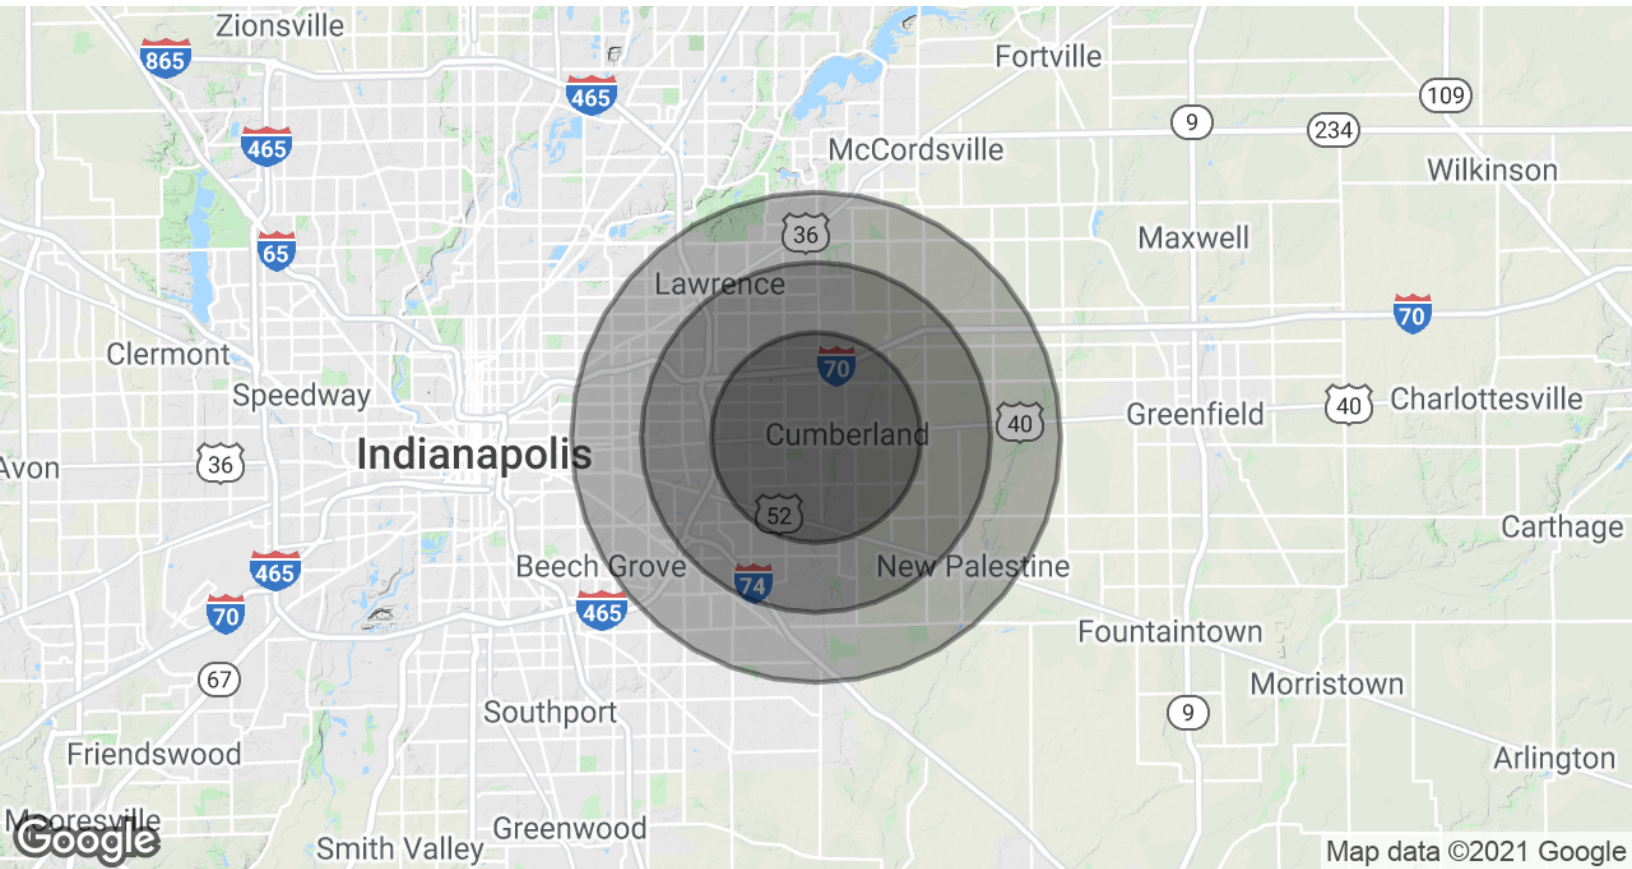 Zionsville
865
Fortville
465
109
9
234
465
McCordsville
Wilkinson
36
65
Maxwell
Lawrence
70
Clermont
70
Speedway
Charlottesville
40
Greenfield
40
Cumberland
Indianapolis
36
Avon
52
Carthage
465
Beech Grove
New Palestine
74
465
70
Fountaintown
67
Morristown
Southport
9
Friendswood
Arlington
Mooresville
Google
Greenwood
Smith Valley
Map data ©2021 Google